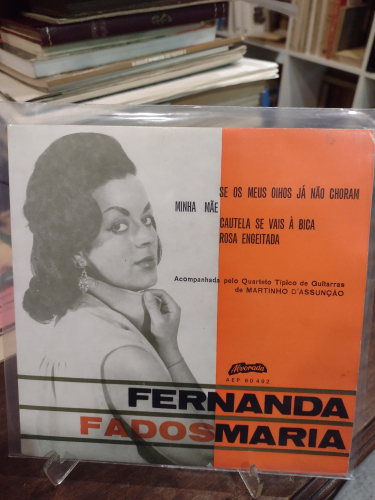 SE OS MEUS OlHOS JÁ NÃO CHORAM
MINHA MÃE
CAUTELA SE VAIS À BICA
ROSA ENGEITADA
Acompanhada pelo Quarteto Típico de Guitarras
de MARTINHO D'ASSUNÇÃO
Alvorada
AEP 60 492
FERNANDA
FADOS MARIA